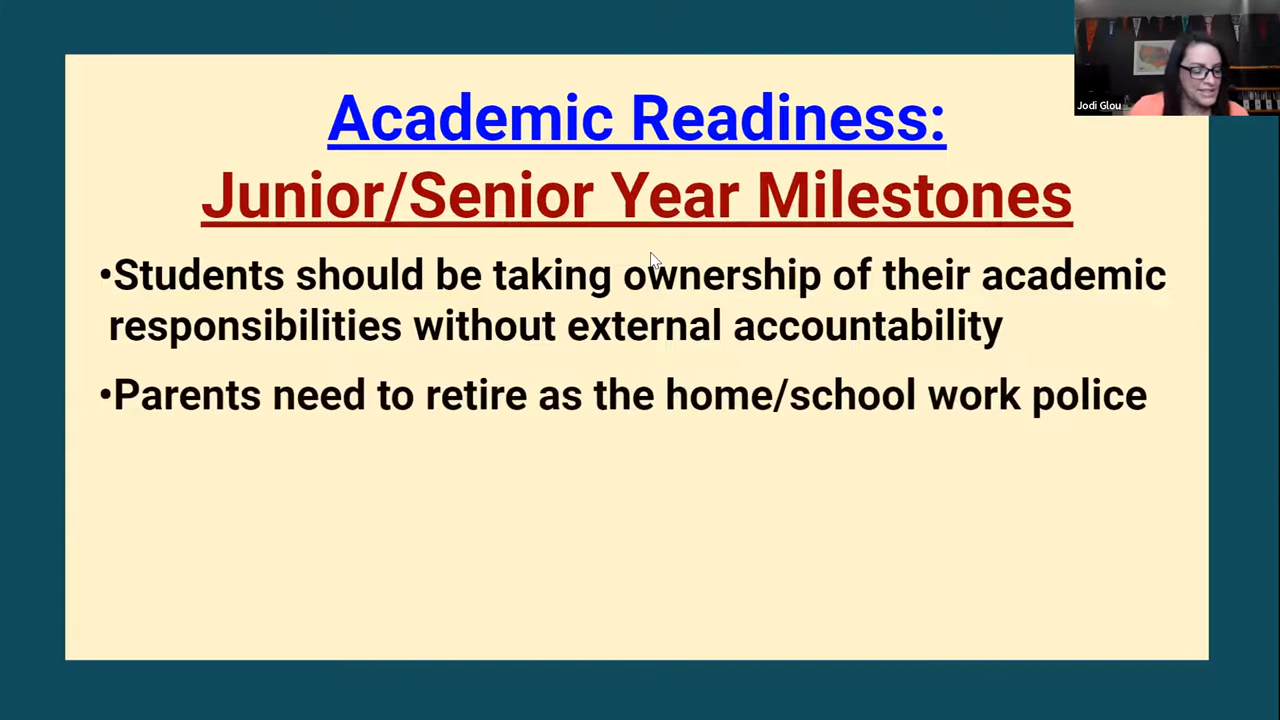 Academic Readiness:
Junior/Senior Year Milestones
•Students should be taking ownership of their academic
responsibilities without external accountability
•Parents need to retire as the home/school work police
Jodi Glou